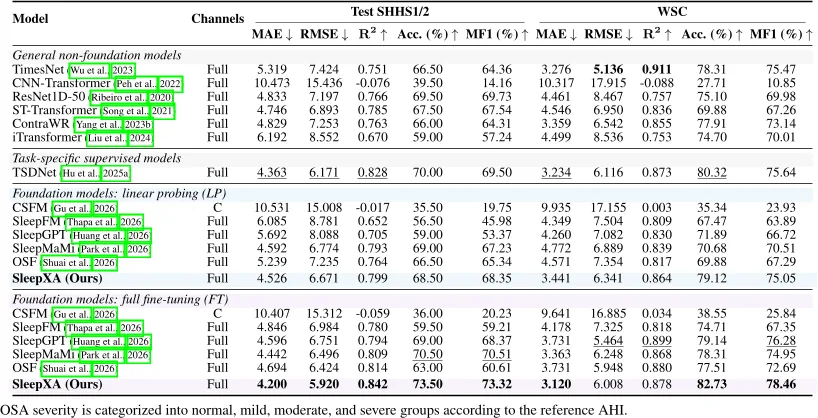 Model Channels Test SHHS1/2 WSC
MAE ↓ RMSE ↓ R² ↑ Acc. (%) ↑ MF1 (%) ↑ MAE ↓ RMSE ↓ R² ↑ Acc. (%) ↑ MF1 (%) ↑
General non-foundation models
TimesNet (Wu et al., 2023) Full 5.319 7.424 0.751 66.50 64.36 3.276 5.136 0.911 78.31 75.47
CNN-Transformer (Peh et al., 2022) Full 10.473 15.436 -0.076 39.50 14.16 10.317 17.915 -0.088 27.71 10.85
ResNet1D-50 (Ribeiro et al., 2020) Full 4.833 7.197 0.766 69.50 69.73 4.461 8.467 0.757 75.10 69.98
ST-Transformer (Song et al., 2021) Full 4.746 6.893 0.785 67.50 67.54 4.546 6.950 0.836 69.88 67.26
ContraWR (Yang et al., 2023b) Full 4.829 7.253 0.763 66.00 64.31 3.359 6.542 0.855 77.91 73.14
iTransformer (Liu et al., 2024) Full 6.192 8.552 0.670 59.00 57.24 4.499 8.536 0.753 74.70 70.01
Task-specific supervised models
TSDNet (Hu et al., 2025a) Full 4.363 6.171 0.828 70.00 69.50 3.234 6.116 0.873 80.32 75.64
Foundation models: linear probing (LP)
CSFM (Gu et al., 2026) C 10.531 15.008 -0.017 35.50 19.75 9.935 17.155 0.003 35.34 23.93
SleepFM (Thapa et al., 2026) Full 6.085 8.781 0.652 56.50 45.98 4.349 7.504 0.809 67.47 63.89
SleepGPT (Huang et al., 2026) Full 5.692 8.088 0.705 59.00 53.37 4.260 7.082 0.830 71.89 66.72
SleepMaMi (Park et al., 2026) Full 4.592 6.774 0.793 69.00 67.23 4.772 6.889 0.839 70.68 70.51
OSF (Shuai et al., 2026) Full 5.239 7.235 0.764 66.50 65.34 4.571 7.354 0.817 69.88 67.29
SleepXA (Ours) Full 4.526 6.671 0.799 68.50 68.35 3.441 6.341 0.864 79.12 75.05
Foundation models: full fine-tuning (FT)
CSFM (Gu et al., 2026) C 10.407 15.312 -0.059 36.00 20.23 9.641 16.885 0.034 38.55 25.84
SleepFM (Thapa et al., 2026) Full 4.846 6.984 0.780 59.50 59.21 4.178 7.325 0.818 74.71 67.35
SleepGPT (Huang et al., 2026) Full 4.596 6.751 0.794 69.00 68.37 3.731 5.464 0.899 79.14 76.28
SleepMaMi (Park et al., 2026) Full 4.442 6.496 0.809 70.50 70.51 3.363 6.248 0.868 78.31 74.95
OSF (Shuai et al., 2026) Full 4.694 6.424 0.814 63.00 60.61 3.731 5.948 0.880 77.51 72.69
SleepXA (Ours) Full 4.200 5.920 0.842 73.50 73.32 3.120 6.008 0.878 82.73 78.46
OSA severity is categorized into normal, mild, moderate, and severe groups according to the reference AHI.